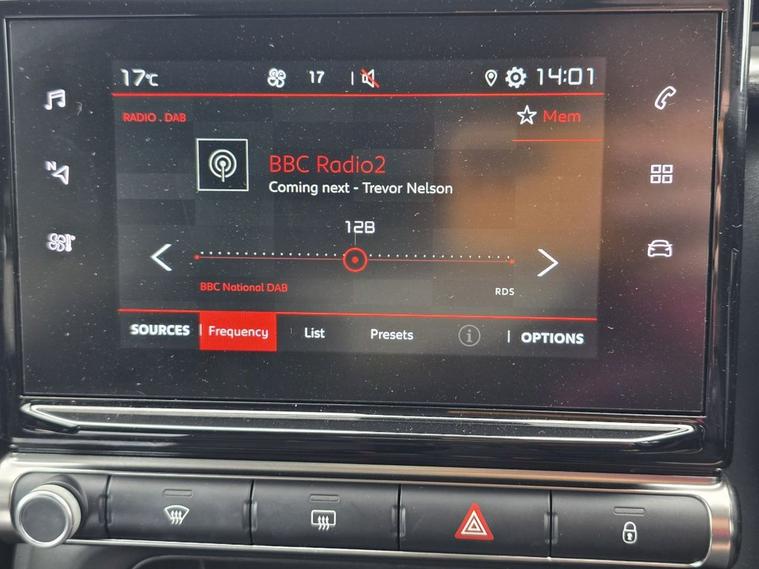 17°C 17 14:01
RADIO . DAB Mem
BBC Radio2
Coming next - Trevor Nelson
12B
N
BBC National DAB RDS
SOURCES Frequency List Presets i OPTIONS